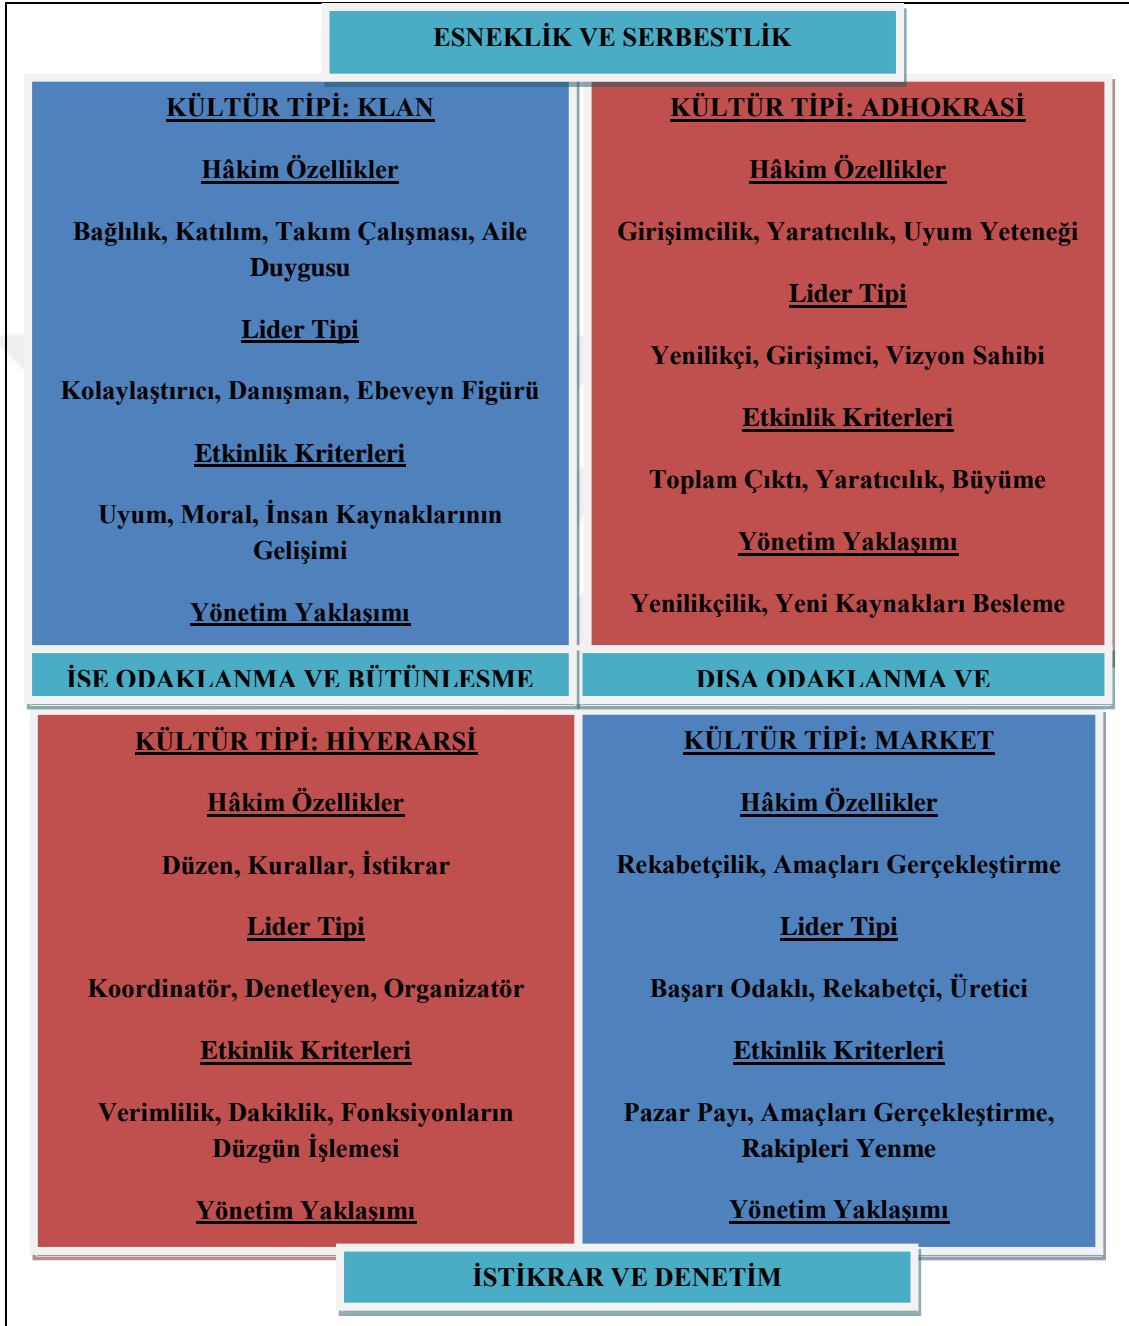 ESNEKLİK VE SERBESTLİK
KÜLTÜR TİPİ: KLAN
Hâkim Özellikler
Bağlılık, Katılım, Takım Çalışması, Aile
Duygusu
Lider Tipi
Kolaylaştırıcı, Danışman, Ebeveyn Figürü
Etkinlik Kriterleri
Uyum, Moral, İnsan Kaynaklarının
Gelişimi
Yönetim Yaklaşımı
KÜLTÜR TİPİ: ADHOKRASİ
Hâkim Özellikler
Girişimcilik, Yaratıcılık, Uyum Yeteneği
Lider Tipi
Yenilikçi, Girişimci, Vizyon Sahibi
Etkinlik Kriterleri
Toplam Çıktı, Yaratıcılık, Büyüme
Yönetim Yaklaşımı
Yenilikçilik, Yeni Kaynakları Besleme
İSE ODAKLANMA VE BÜTÜNLESME
DISA ODAKLANMA VE
KÜLTÜR TİPİ: HİYERARŞİ
Hâkim Özellikler
Düzen, Kurallar, İstikrar
Lider Tipi
Koordinatör, Denetleyen, Organizatör
Etkinlik Kriterleri
Verimlilik, Dakiklik, Fonksiyonların
Düzgün İşlemesi
Yönetim Yaklaşımı
KÜLTÜR TİPİ: MARKET
Hâkim Özellikler
Rekabetçilik, Amaçları Gerçekleştirme
Lider Tipi
Başarı Odaklı, Rekabetçi, Üretici
Etkinlik Kriterleri
Pazar Payı, Amaçları Gerçekleştirme,
Rakipleri Yenme
Yönetim Yaklaşımı
İSTİKRAR VE DENETİM